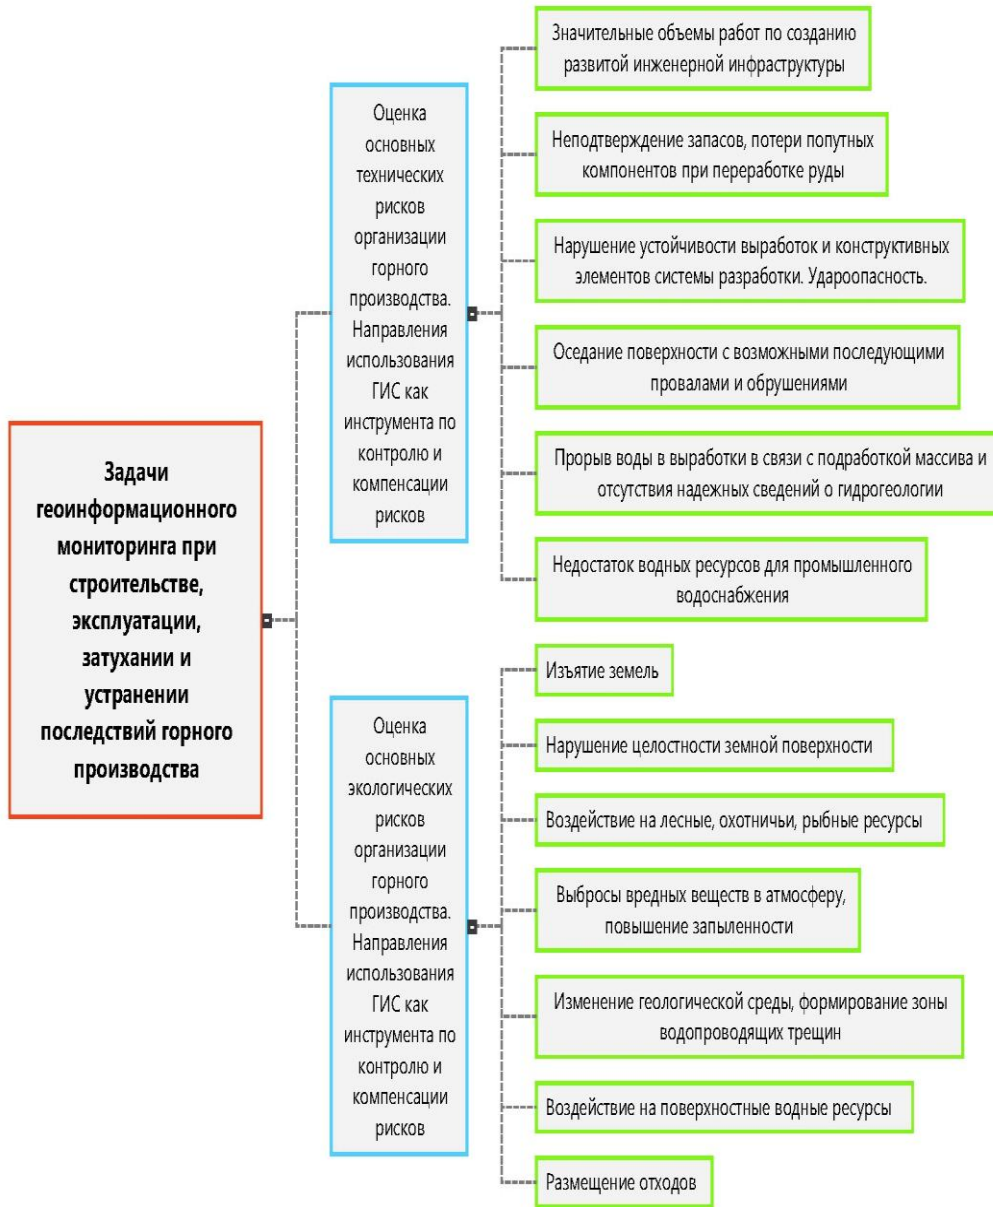 Задачи
геоинформационного
мониторинга при
строительстве,
эксплуатации,
затухании и
устранении
последствий горного
производства
Оценка
основных
технических
рисков
организации
горного
производства.
Направления
использования
ГИС как
инструмента по
контролю и
компенсации
рисков
Значительные объемы работ по созданию
развитой инженерной инфраструктуры
Неподтверждение запасов, потери попутных
компонентов при переработке руды
Нарушение устойчивости выработок и конструктивных
элементов системы разработки. Удароопасность.
Оседание поверхности с возможными последующими
провалами и обрушениями
Прорыв воды в выработки в связи с подработкой массива и
отсутствия надежных сведений о гидрогеологии
Недостаток водных ресурсов для промышленного
водоснабжения
Оценка
основных
экологических
рисков
организации
горного
производства.
Направления
использования
ГИС как
инструмента по
контролю и
компенсации
рисков
Изъятие земель
Нарушение целостности земной поверхности
Воздействие на лесные, охотничьи, рыбные ресурсы
Выбросы вредных веществ в атмосферу,
повышение запыленности
Изменение геологической среды, формирование зоны
водопроводящих трещин
Воздействие на поверхностные водные ресурсы
Размещение отходов